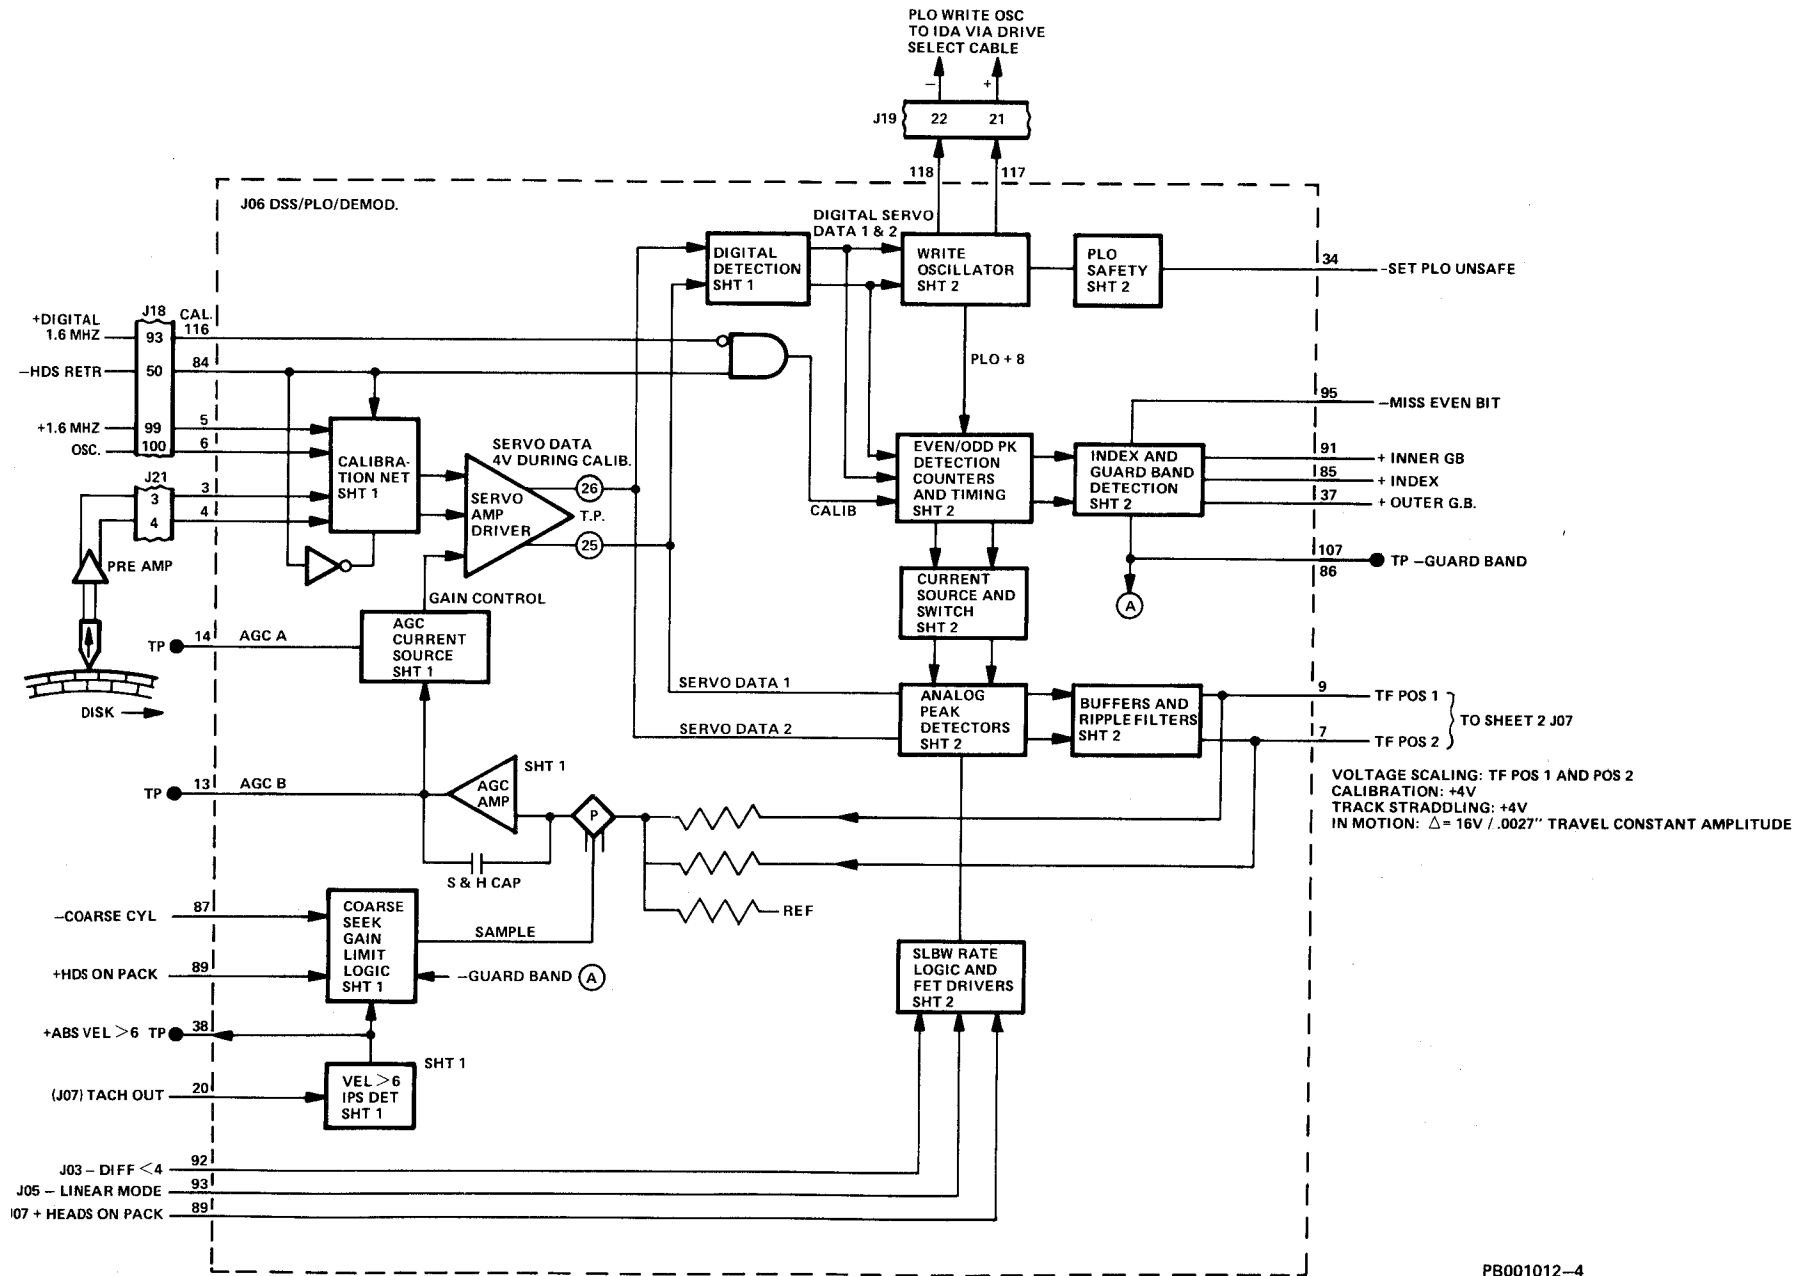 PLO WRITE OSC
TO IDA VIA DRIVE
SELECT CABLE
– +
J19 22 21
118 117
J06 DSS/PLO/DEMOD.
DIGITAL SERVO
DATA 1 & 2
DIGITAL
DETECTION
SHT 1
WRITE
OSCILLATOR
SHT 2
PLO
SAFETY
SHT 2
34 –SET PLO UNSAFE
J18
CAL.
+DIGITAL
1.6 MHZ
93
116
–HDS RETR
50
84
+1.6 MHZ
OSC.
99
100
5
6
J21
3
4
3
4
PRE AMP
DISK
CALIBRA-
TION NET
SHT 1
SERVO DATA
4V DURING CALIB.
SERVO
AMP
DRIVER
26
T.P.
25
PLO + 8
EVEN/ODD PK
DETECTION
COUNTERS
AND TIMING
SHT 2
CALIB
INDEX AND
GUARD BAND
DETECTION
SHT 2
95 –MISS EVEN BIT
91 + INNER GB
85 + INDEX
37 + OUTER G.B.
107
86
TP –GUARD BAND
A
CURRENT
SOURCE AND
SWITCH
SHT 2
GAIN CONTROL
AGC
CURRENT
SOURCE
SHT 1
TP 14 AGC A
SERVO DATA 1
SERVO DATA 2
ANALOG
PEAK
DETECTORS
SHT 2
BUFFERS AND
RIPPLE FILTERS
SHT 2
9 TF POS 1
7 TF POS 2
TO SHEET 2 J07
VOLTAGE SCALING: TF POS 1 AND POS 2
CALIBRATION: +4V
TRACK STRADDLING: +4V
IN MOTION: Δ= 16V / .0027" TRAVEL CONSTANT AMPLITUDE
TP 13 AGC B
SHT 1
AGC
AMP
P
S & H CAP
REF
–COARSE CYL 87
+HDS ON PACK 89
COARSE
SEEK
GAIN
LIMIT
LOGIC
SHT 1
SAMPLE
–GUARD BAND A
SLBW RATE
LOGIC AND
FET DRIVERS
SHT 2
+ABS VEL >6 TP 38
SHT 1
(J07) TACH OUT 20
VEL >6
IPS DET
SHT 1
J03 – DIFF <4 92
J05 – LINEAR MODE 93
J07 + HEADS ON PACK 89
PB001012–4